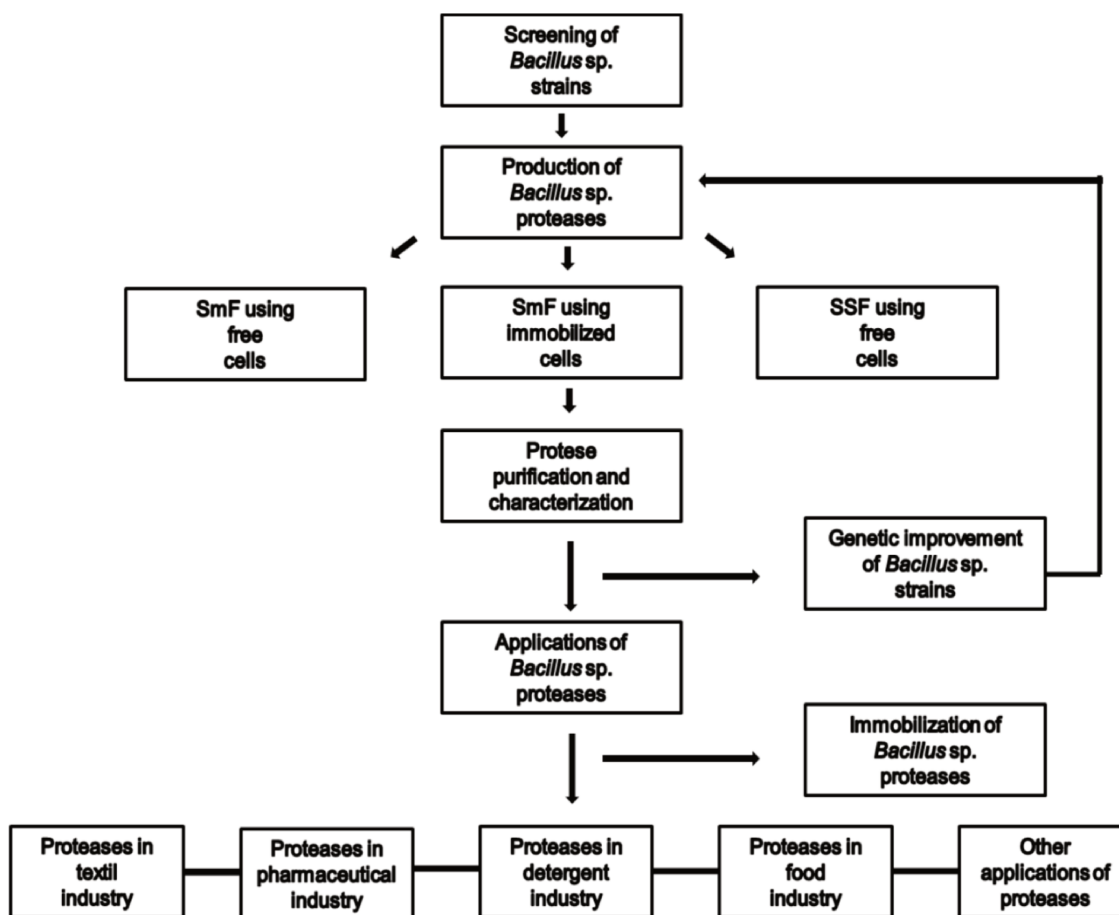 Screening of
Bacillus sp.
strains
Production of
Bacillus sp.
proteases
SmF using
free
cells
SmF using
immobilized
cells
SSF using
free
cells
Protese
purification and
characterization
Genetic improvement
of Bacillus sp.
strains
Applications of
Bacillus sp.
proteases
Immobilization of
Bacillus sp.
proteases
Proteases in
textil
industry
Proteases in
pharmaceutical
industry
Proteases in
detergent
industry
Proteases in
food
industry
Other
applications of
proteases